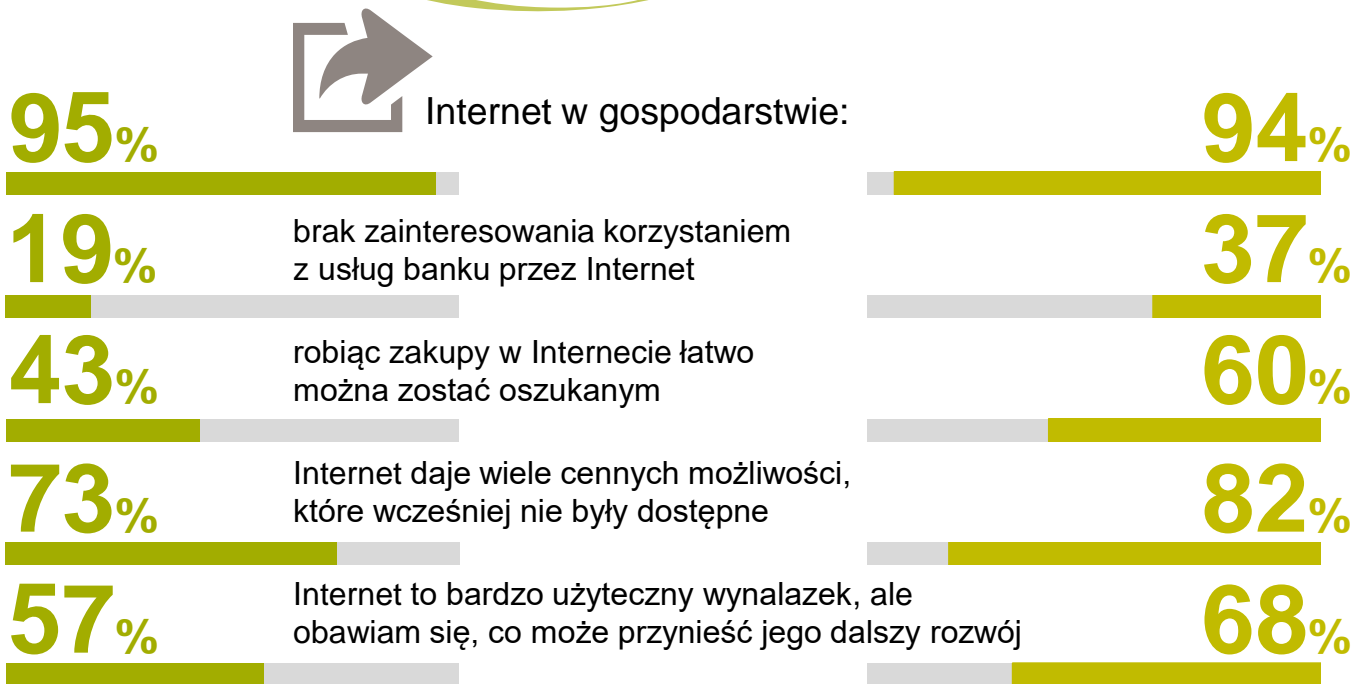 Internet w gospodarstwie:
95%
94%
19%
brak zainteresowania korzystaniem
z usług banku przez Internet
37%
43%
robiąc zakupy w Internecie łatwo
można zostać oszukanym
60%
73%
Internet daje wiele cennych możliwości,
które wcześniej nie były dostępne
82%
57%
Internet to bardzo użyteczny wynalazek, ale
obawiam się, co może przynieść jego dalszy rozwój
68%